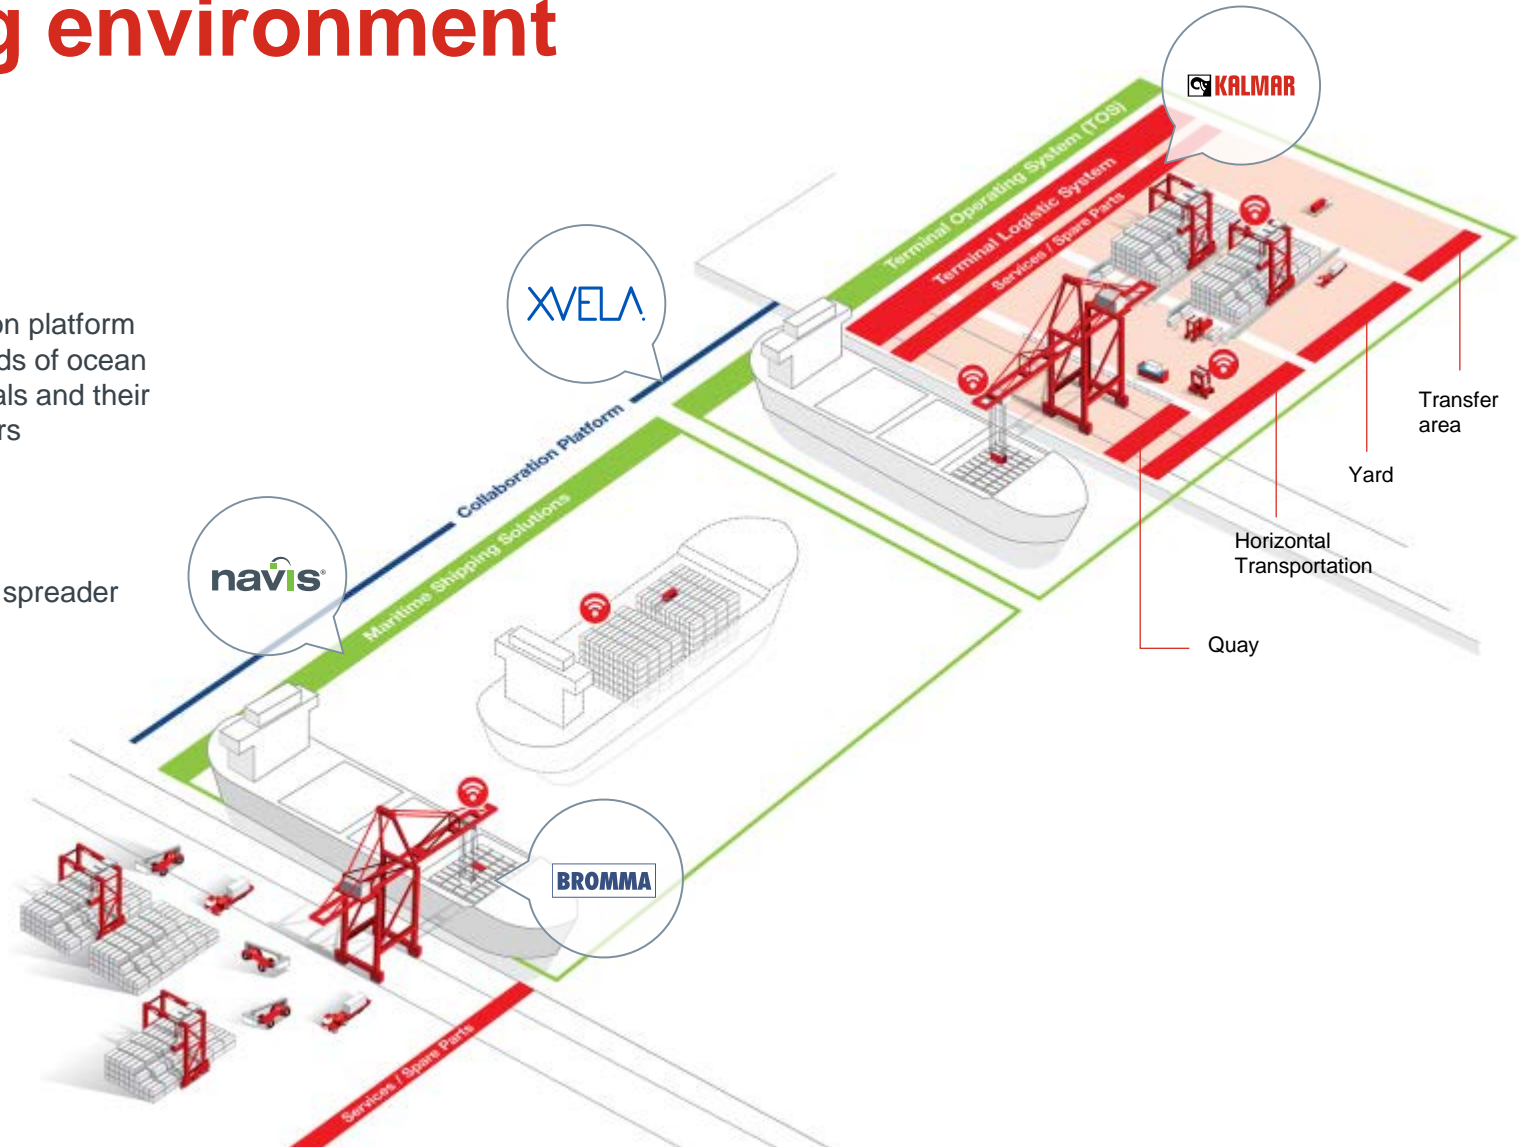 g environment
KALMAR
Terminal Operating System (TOS)
Terminal Logistic System
Services / Spare Parts
XVELA
on platform
ds of ocean
als and their
rs
Collaboration Platform
Transfer
area
Yard
Maritime Shipping Solutions
Horizontal
Transportation
navis
spreader
Quay
BROMMA
Services / Spare Parts